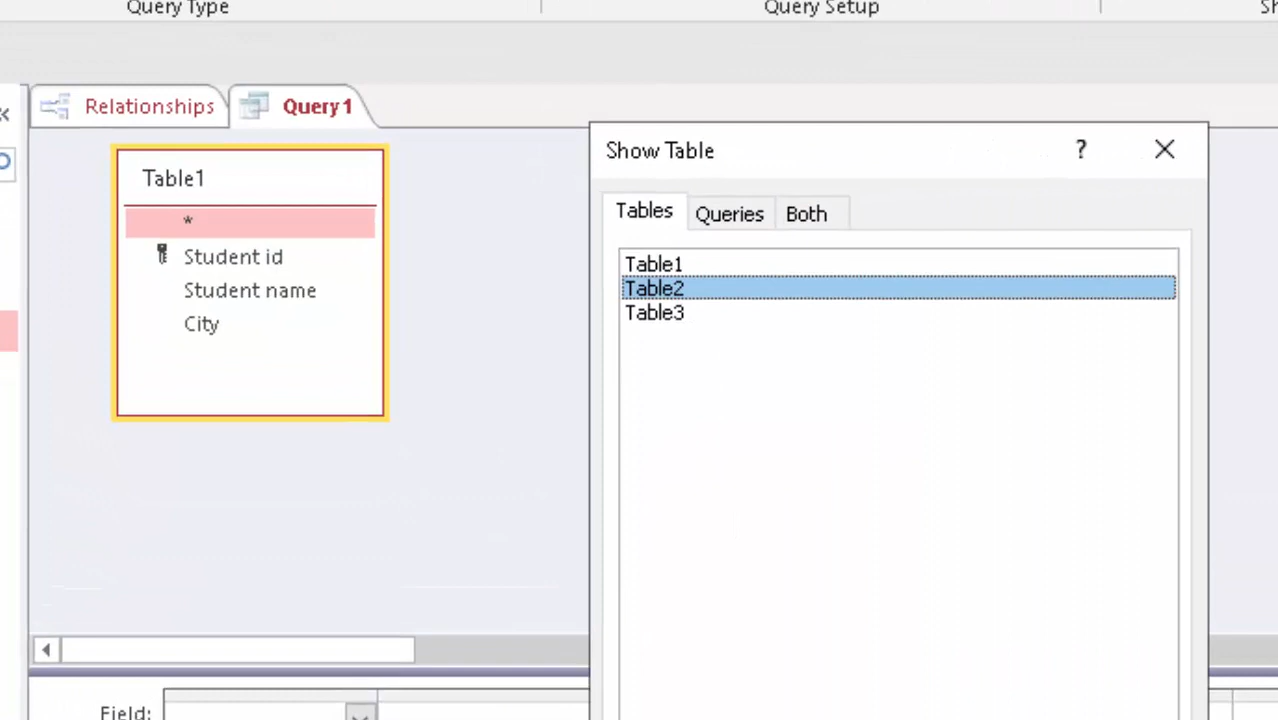 Query Type
Query Setup
Relationships
Query1
Table1
*
Student id
Student name
City
Show Table
?
Tables
Queries
Both
Table1
Table2
Table3
Field: